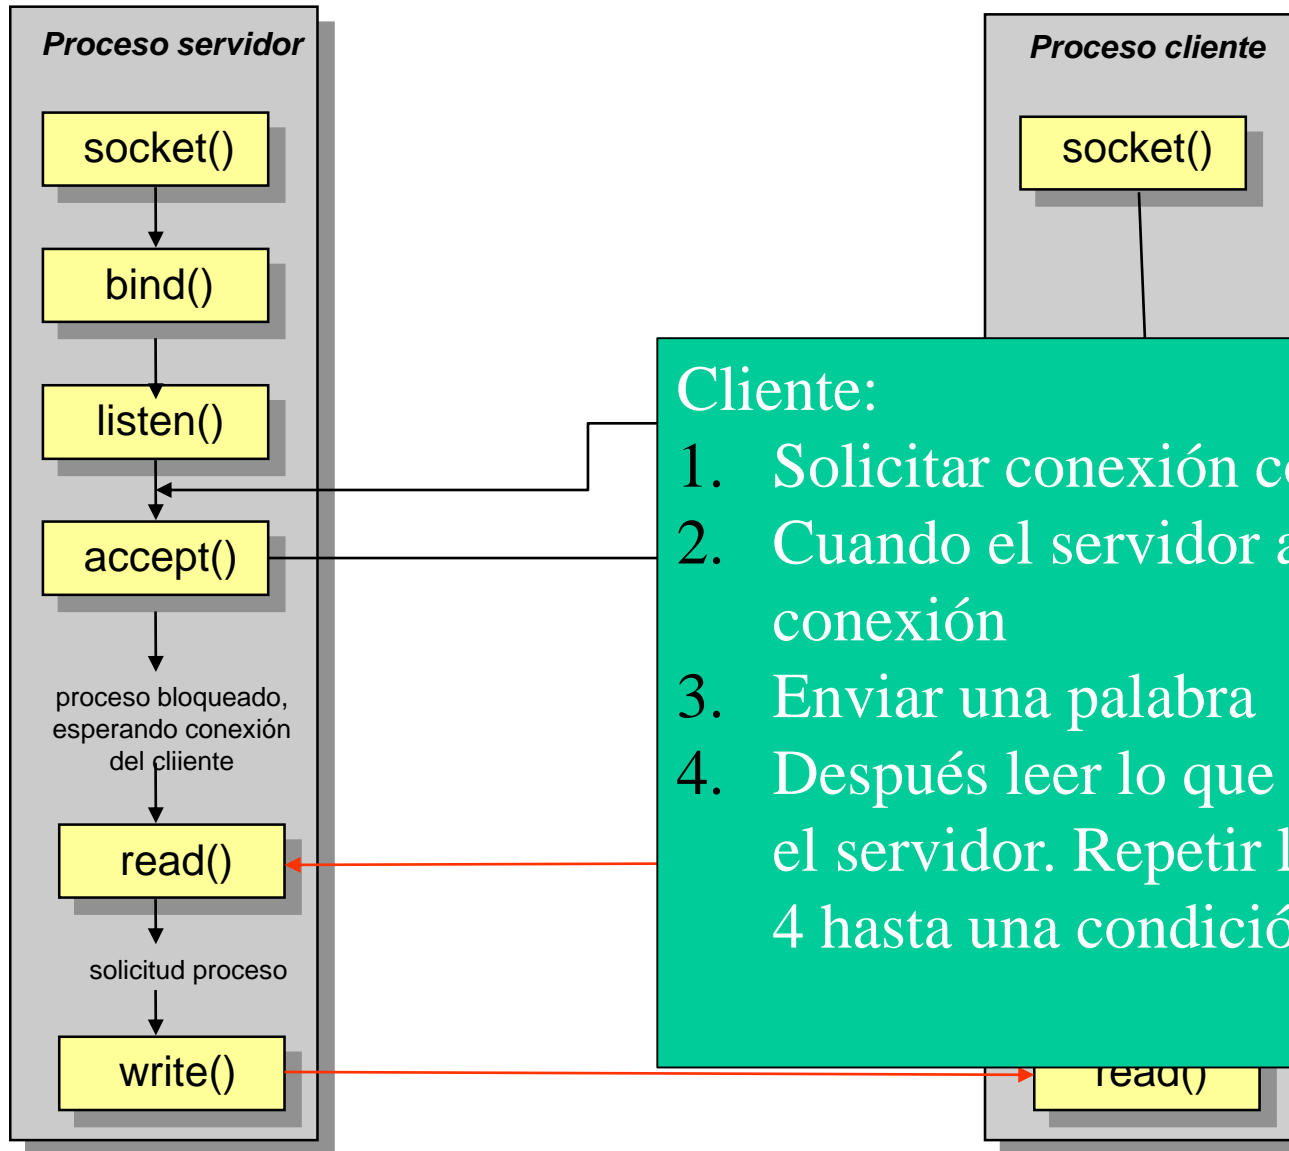 Proceso servidor
socket()
bind()
listen()
accept()
proceso bloqueado,
esperando conexión
del cliiente
read()
solicitud proceso
write()
Proceso cliente
socket()
Cliente:
1. Solicitar conexión
2. Cuando el servidor
conexión
3. Enviar una palabra
4. Después leer lo que
el servidor. Repetir
4 hasta una
read()